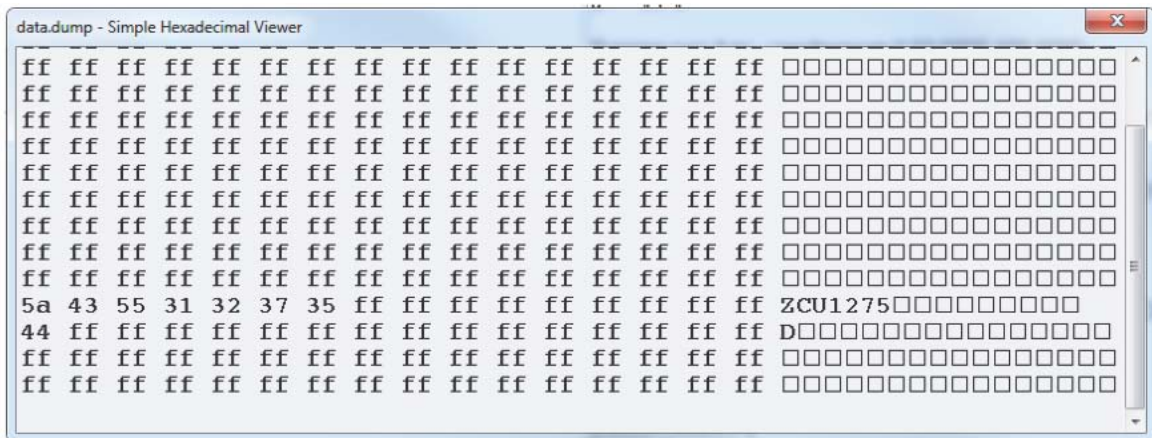 data.dump - Simple Hexadecimal Viewer
ff ff ff ff ff ff ff ff ff ff ff ff ff ff ff ff □□□□□□□□□□□□□□□□
ff ff ff ff ff ff ff ff ff ff ff ff ff ff ff ff □□□□□□□□□□□□□□□□
ff ff ff ff ff ff ff ff ff ff ff ff ff ff ff ff □□□□□□□□□□□□□□□□
ff ff ff ff ff ff ff ff ff ff ff ff ff ff ff ff □□□□□□□□□□□□□□□□
ff ff ff ff ff ff ff ff ff ff ff ff ff ff ff ff □□□□□□□□□□□□□□□□
ff ff ff ff ff ff ff ff ff ff ff ff ff ff ff ff □□□□□□□□□□□□□□□□
ff ff ff ff ff ff ff ff ff ff ff ff ff ff ff ff □□□□□□□□□□□□□□□□
ff ff ff ff ff ff ff ff ff ff ff ff ff ff ff ff □□□□□□□□□□□□□□□□
ff ff ff ff ff ff ff ff ff ff ff ff ff ff ff ff □□□□□□□□□□□□□□□□
5a 43 55 31 32 37 35 ff ff ff ff ff ff ff ff ff ZCU1275□□□□□□□□□
44 ff ff ff ff ff ff ff ff ff ff ff ff ff ff ff D□□□□□□□□□□□□□□□
ff ff ff ff ff ff ff ff ff ff ff ff ff ff ff ff □□□□□□□□□□□□□□□□
ff ff ff ff ff ff ff ff ff ff ff ff ff ff ff ff □□□□□□□□□□□□□□□□